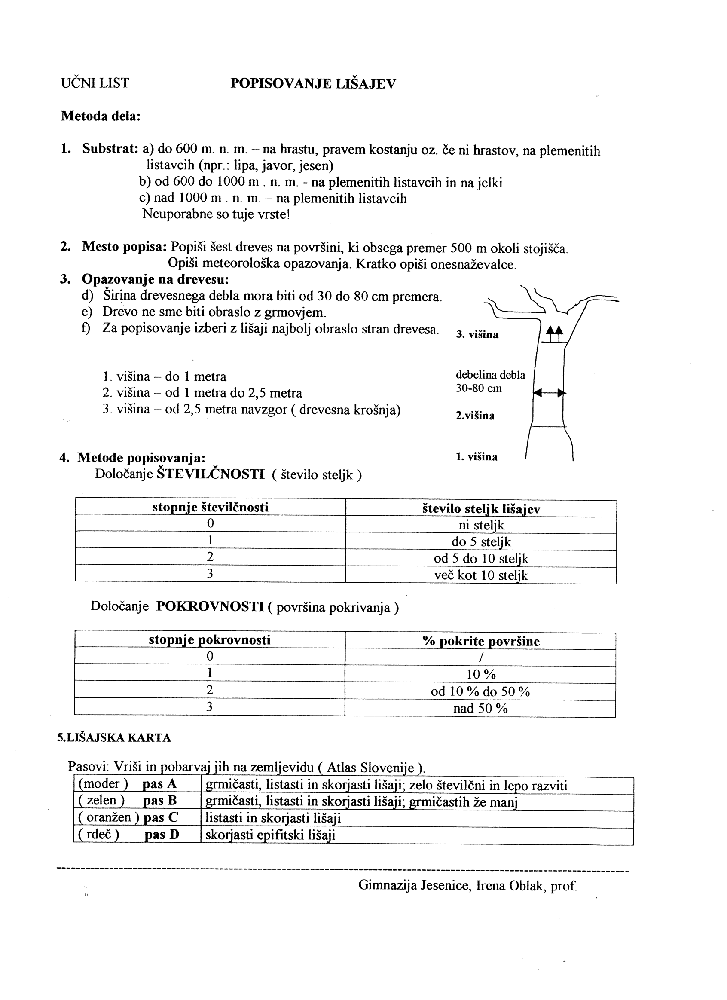 UČNI LIST POPISOVANJE LIŠAJEV
Metoda dela:
1. Substrat: a) do 600 m. n. m. – na hrastu, pravem kostanju oz. če ni hrastov, na plemenitih
listavcih (npr.: lipa, javor, jesen)
b) od 600 do 1000 m . n. m. - na plemenitih listavcih in na jelki
c) nad 1000 m . n. m. – na plemenitih listavcih
Neuporabne so tuje vrste!
2. Mesto popisa: Popiši šest dreves na površini, ki obsega premer 500 m okoli stojišča.
Opiši meteorološka opazovanja. Kratko opiši onesnaževalce.
3. Opazovanje na drevesu:
d) Širina drevesnega debla mora biti od 30 do 80 cm premera.
e) Drevo ne sme biti obraslo z grmovjem.
f) Za popisovanje izberi z lišaji najbolj obraslo stran drevesa.
3. višina
1. višina – do 1 metra
2. višina – od 1 metra do 2,5 metra
3. višina – od 2,5 metra navzgor ( drevesna krošnja)
debelina debla
30-80 cm
2.višina
1. višina
4. Metode popisovanja:
Določanje ŠTEVILČNOSTI ( število steljk )
stopnje številčnosti število steljk lišajev
0 ni steljk
1 do 5 steljk
2 od 5 do 10 steljk
3 več kot 10 steljk
Določanje POKROVNOSTI ( površina pokrivanja )
stopnje pokrovnosti % pokrite površine
0 /
1 10 %
2 od 10 % do 50 %
3 nad 50 %
5.LIŠAJSKA KARTA
Pasovi: Vriši in pobarvaj jih na zemljevidu ( Atlas Slovenije ).
(moder ) pas A grmičasti, listasti in skorjasti lišaji; zelo številčni in lepo razviti
( zelen ) pas B grmičasti, listasti in skorjasti lišaji; grmičastih že manj
( oranžen ) pas C listasti in skorjasti lišaji
( rdeč ) pas D skorjasti epifitski lišaji
Gimnazija Jesenice, Irena Oblak, prof.